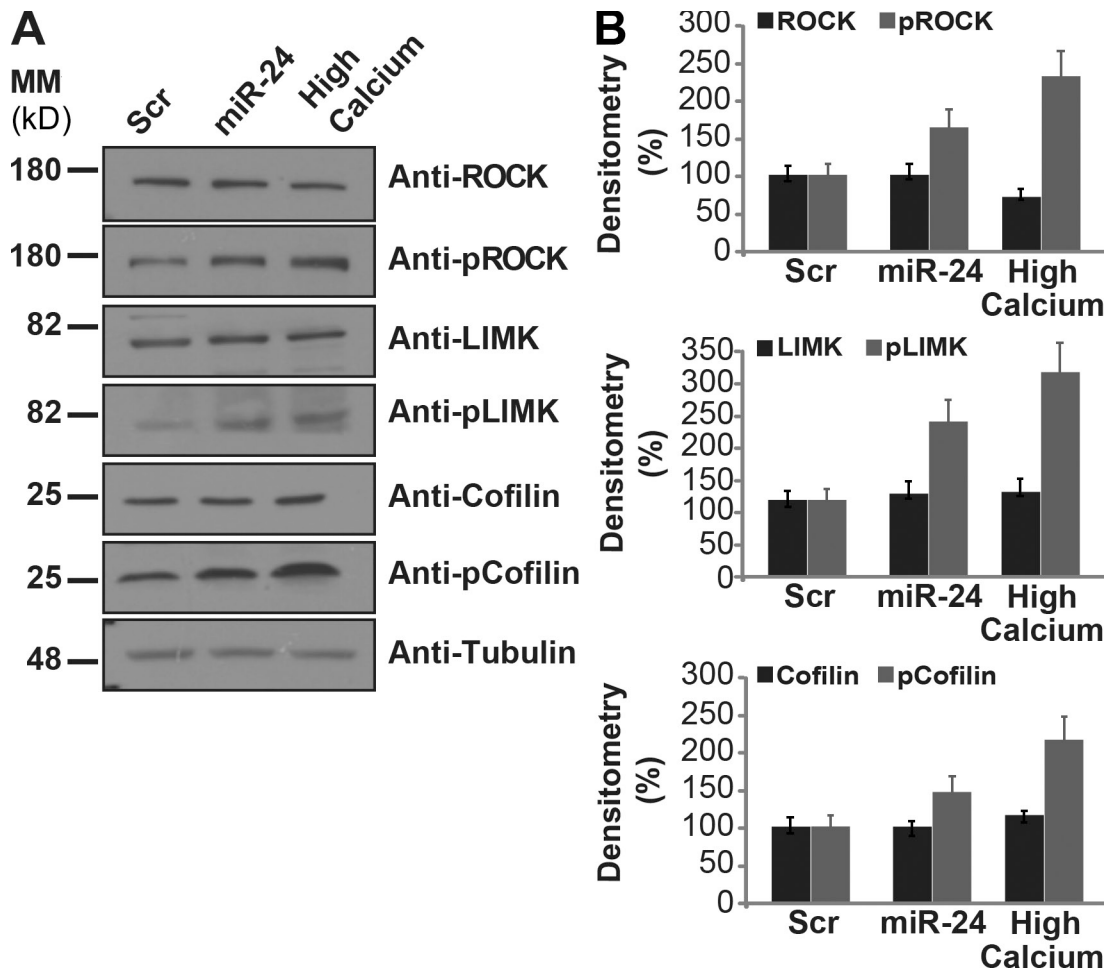 A
MM
(kD)
Scr
miR-24
High
Calcium
180
Anti-ROCK
180
Anti-pROCK
82
Anti-LIMK
82
Anti-pLIMK
25
Anti-Cofilin
25
Anti-pCofilin
48
Anti-Tubulin
B
ROCK pROCK
Densitometry
(%)
300
250
200
150
100
50
0
Scr miR-24 High
Calcium
LIMK pLIMK
Densitometry
(%)
350
300
250
200
150
100
50
0
Scr miR-24 High
Calcium
Cofilin pCofilin
Densitometry
(%)
300
250
200
150
100
50
0
Scr miR-24 High
Calcium